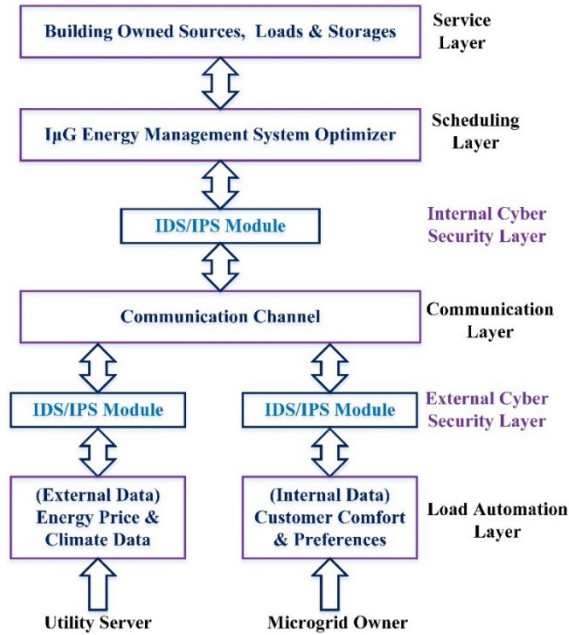 Building Owned Sources, Loads & Storages
Service
Layer
IµG Energy Management System Optimizer
Scheduling
Layer
IDS/IPS Module
Internal Cyber
Security Layer
Communication Channel
Communication
Layer
IDS/IPS Module
IDS/IPS Module
External Cyber
Security Layer
(External Data)
Energy Price &
Climate Data
(Internal Data)
Customer Comfort
& Preferences
Load Automation
Layer
Utility Server
Microgrid Owner